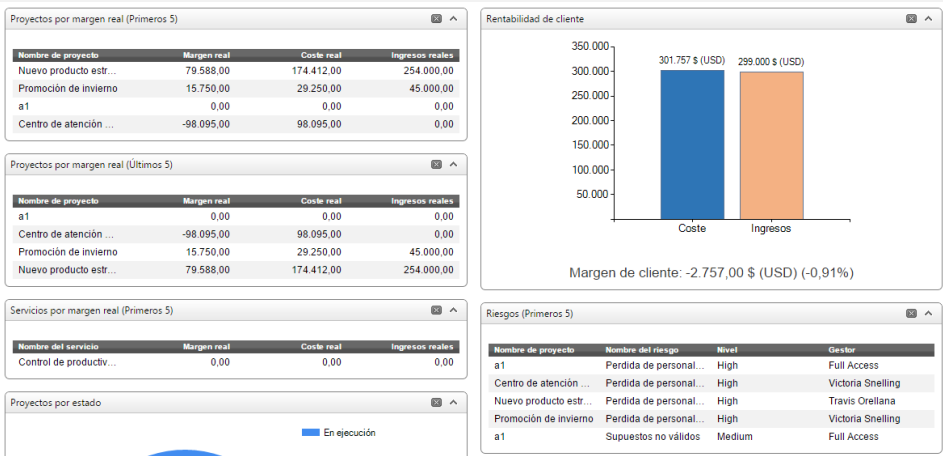 Proyectos por margen real (Primeros 5)
Nombre de proyecto Margen real Coste real Ingresos reales
Nuevo producto estr... 79.588,00 174.412,00 254.000,00
Promoción de invierno 15.750,00 29.250,00 45.000,00
a1 0,00 0,00 0,00
Centro de atención ... -98.095,00 98.095,00 0,00
Proyectos por margen real (Últimos 5)
Nombre de proyecto Margen real Coste real Ingresos reales
a1 0,00 0,00 0,00
Centro de atención ... -98.095,00 98.095,00 0,00
Promoción de invierno 15.750,00 29.250,00 45.000,00
Nuevo producto estr... 79.588,00 174.412,00 254.000,00
Servicios por margen real (Primeros 5)
Nombre del servicio Margen real Coste real Ingresos reales
Control de productiv... 0,00 0,00 0,00
Proyectos por estado
En ejecución
Rentabilidad de cliente
350.000
300.000
250.000
200.000
150.000
100.000
50.000
301.757 $ (USD) 299.000 $ (USD)
Coste Ingresos
Margen de cliente: -2.757,00 $ (USD) (-0,91%)
Riesgos (Primeros 5)
Nombre de proyecto Nombre del riesgo Nivel Gestor
a1 Perdida de personal... High Full Access
Centro de atención ... Perdida de personal... High Victoria Snelling
Nuevo producto estr... Perdida de personal... High Travis Orellana
Promoción de invierno Perdida de personal... High Victoria Snelling
a1 Supuestos no válidos Medium Full Access